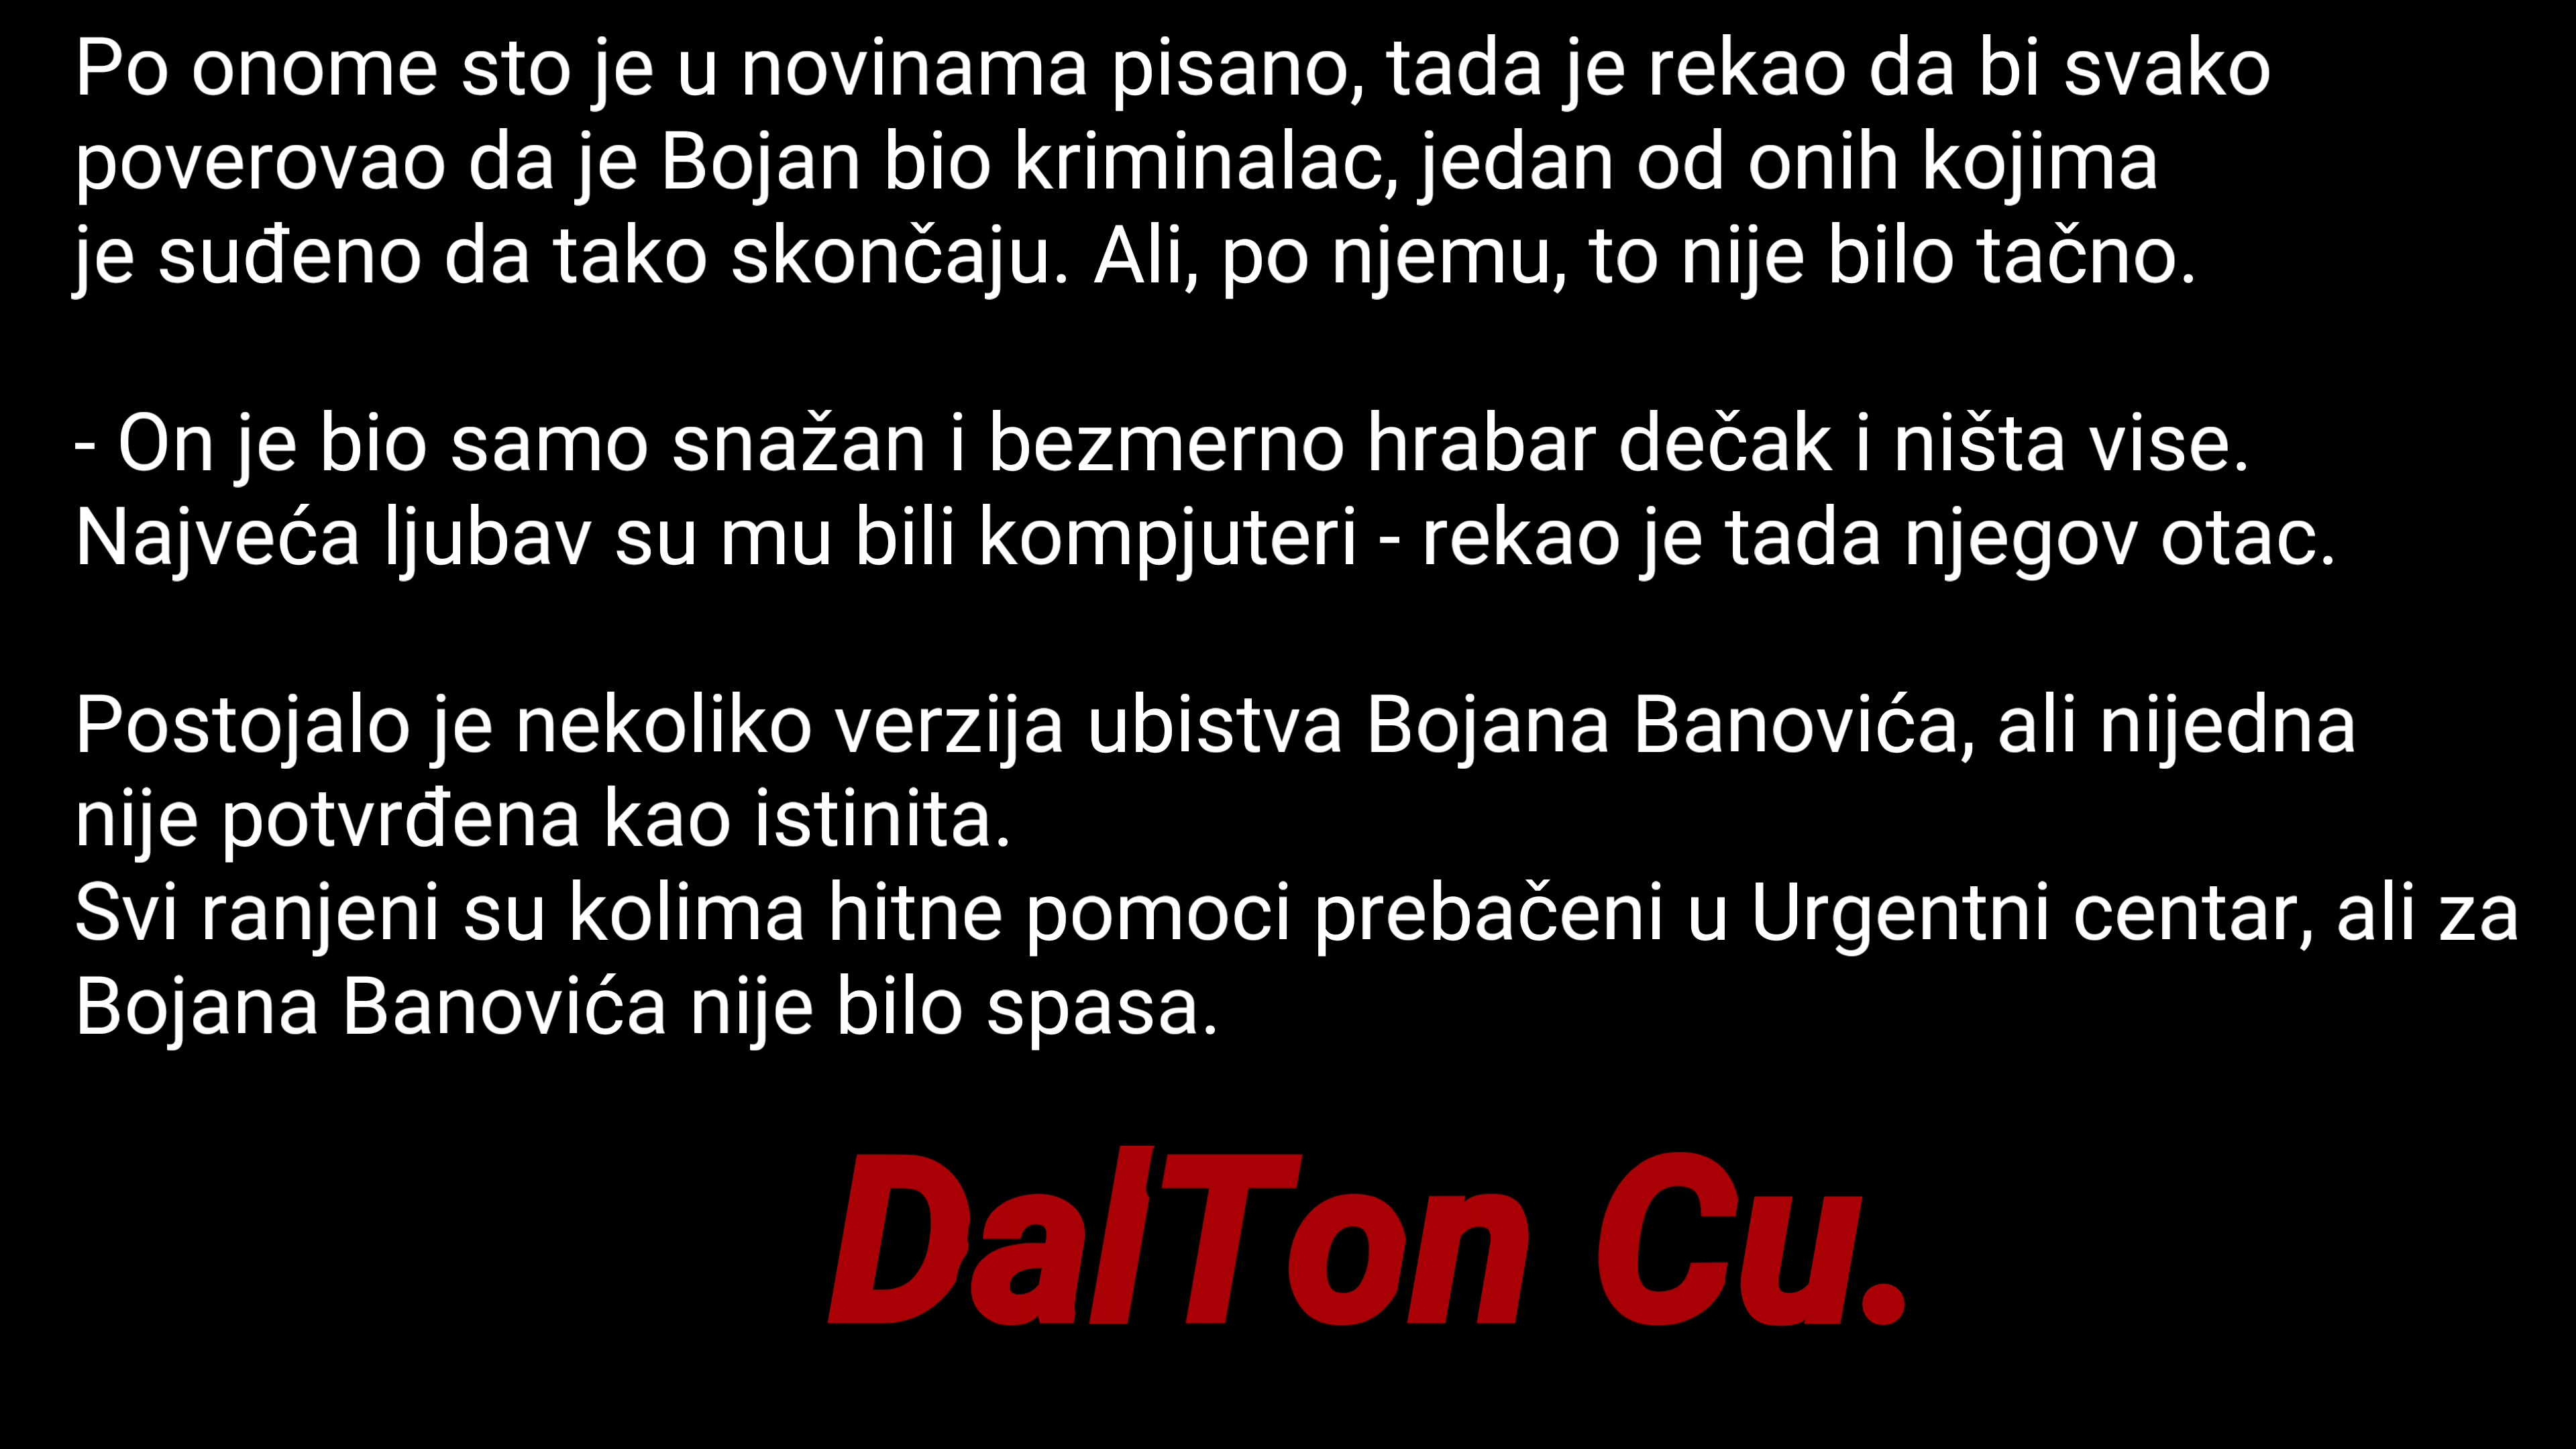 Po onome sto je u novinama pisano, tada je rekao da bi svako
poverovao da je Bojan bio kriminalac, jedan od onih kojima
je suđeno da tako skončaju. Ali, po njemu, to nije bilo tačno.
- On je bio samo snažan i bezmerno hrabar dečak i ništa vise.
Najveća ljubav su mu bili kompjuteri - rekao je tada njegov otac.
Postojalo je nekoliko verzija ubistva Bojana Banovića, ali nijedna
nije potvrđena kao istinita.
Svi ranjeni su kolima hitne pomoci prebačeni u Urgentni centar, ali za
Bojana Banovića nije bilo spasa.
DalTon Cu.